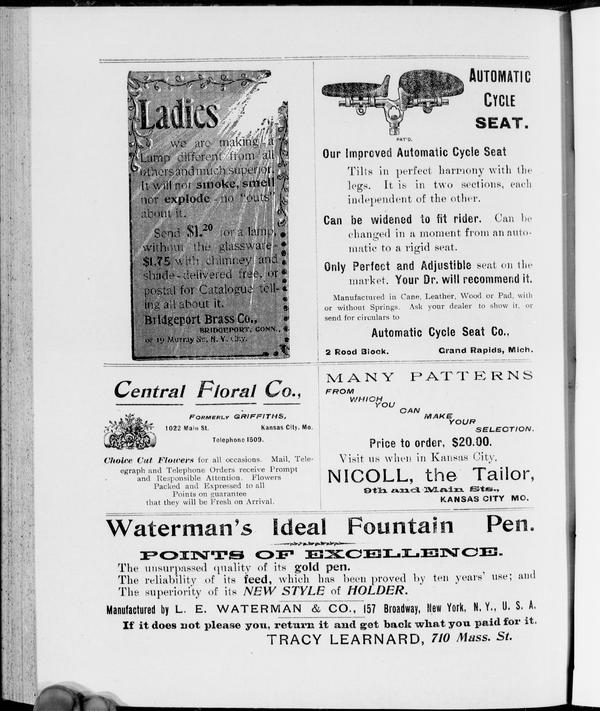 Ladies
we are making a
Lamp different from all
others and much superior.
It will not smoke, smell
nor explode - no "outs"
about it.
Send $1.20 for a lamp,
without the glassware-
$1.75 with chimney and
shade - delivered free, or
postal for Catalogue tell-
ing all about it.
Bridgeport Brass Co.,
BRIDGEPORT, CONN.,
or 19 Murray St., N. Y. City.
AUTOMATIC
CYCLE
SEAT.
PAT'D.
Our Improved Automatic Cycle Seat
Tilts in perfect harmony with the
legs. It is in two sections, each
independent of the other.
Can be widened to fit rider. Can be
changed in a moment from an auto-
matic to a rigid seat.
Only Perfect and Adjustible seat on the
market. Your Dr. will recommend it.
Manufactured in Cane, Leather, Wood or Pad, with
or without Springs. Ask your dealer to show it, or
send for circulars to
Automatic Cycle Seat Co.,
2 Rood Block. Grand Rapids, Mich.
Central Floral Co.,
FORMERLY GRIFFITHS,
1022 Main St. Kansas City, Mo.
Telephone 1809.
Choice Cut Flowers for all occasions. Mail, Tele-
egraph and Telephone Orders receive Prompt
and Responsible Attention. Flowers
Packed and Expressed to all
Points on guarantee
that they will be Fresh on Arrival.
MANY PATTERNS
FROM
WHICH
YOU
CAN
MAKE
YOUR
SELECTION.
Price to order, $20.00.
Visit us when in Kansas City,
NICOLL, the Tailor,
9th and Main Sts.,
KANSAS CITY MO.
Waterman's Ideal Fountain Pen.
POINTS OF EXCELLENCE.
The unsurpassed quality of its gold pen.
The reliability of its feed, which has been proved by ten years' use; and
The superiority of its NEW STYLE of HOLDER.
Manufactured by L. E. WATERMAN & CO., 157 Broadway, New York, N. Y., U. S. A.
If it does not please you, return it and get back what you paid for it.
TRACY LEARNARD, 710 Mass. St.